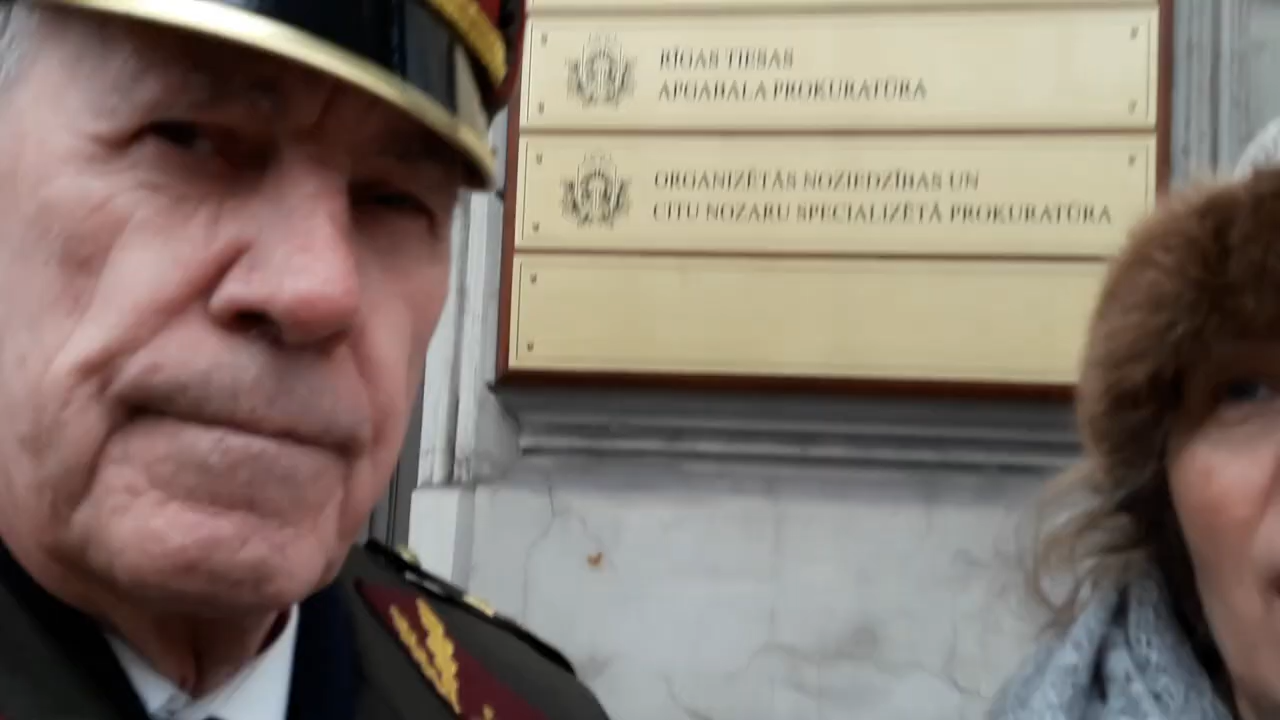 RĪGAS TIESAS
APGABALA PROKURATŪRA
ORGANIZĒTĀS NOZIEDZĪBAS UN
CITU NOZARU SPECIALIZĒTĀ PROKURATŪRA